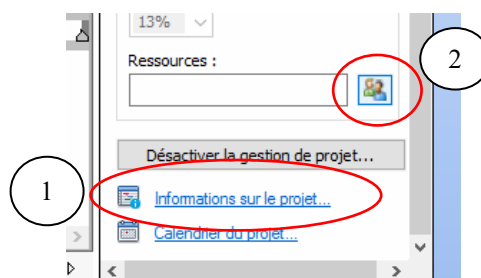 13%
Ressources :
2
Désactiver la gestion de projet...
1
Informations sur le projet...
Calendrier du projet...